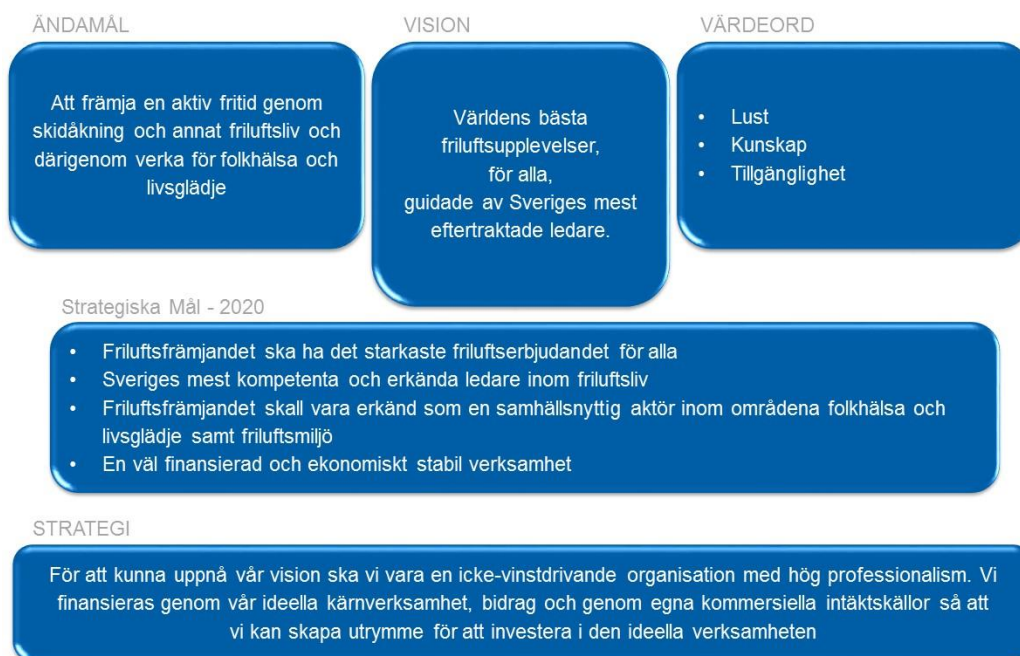 ÄNDAMÅL
Att främja en aktiv fritid genom
skidåkning och annat friluftsliv och
därigenom verka för folkhälsa och
livsglädje
VISION
Världens bästa
friluftsupplevelser,
för alla,
guidade av Sveriges mest
eftertraktade ledare.
VÄRDEORD
• Lust
• Kunskap
• Tillgänglighet
Strategiska Mål - 2020
• Friluftsfrämjandet ska ha det starkaste friluftserbjudandet för alla
• Sveriges mest kompetenta och erkända ledare inom friluftsliv
• Friluftsfrämjandet skall vara erkänd som en samhällsnyttig aktör inom områdena folkhälsa och
livsglädje samt friluftsmiljö
• En väl finansierad och ekonomiskt stabil verksamhet
STRATEGI
För att kunna uppnå vår vision ska vi vara en icke-vinstdrivande organisation med hög professionalism. Vi
finansieras genom vår ideella kärnverksamhet, bidrag och genom egna kommersiella intäktskällor så att
vi kan skapa utrymme för att investera i den ideella verksamheten